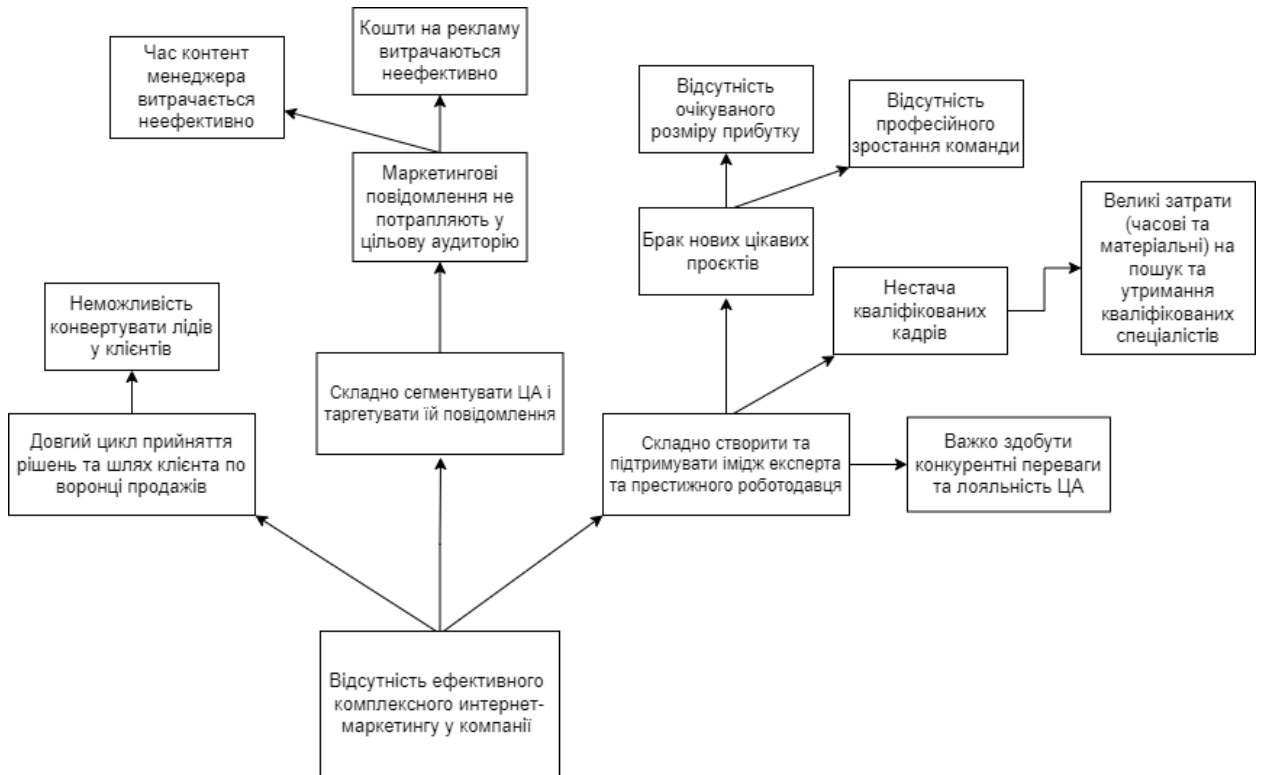 Кошти на рекламу
витрачаються
неефективно
Час контент
менеджера
витрачається
неефективно
Відсутність
очікуваного
розміру прибутку
Відсутність
професійного
зростання команди
Маркетингові
повідомлення не
потрапляють у
цільову аудиторію
Великі затрати
(часові та
матеріальні) на
пошук та
утримання
кваліфікованих
спеціалістів
Брак нових цікавих
проєктів
Нестача
кваліфікованих
кадрів
Неможливість
конвертувати лідів
у клієнтів
Складно сегментувати ЦА і
таргетувати їй повідомлення
Довгий цикл прийняття
рішень та шлях клієнта по
воронці продажів
Складно створити та
підтримувати імідж експерта
та престижного роботодавця
Важко здобути
конкурентні переваги
та лояльність ЦА
Відсутність ефективного
комплексного интернет-
маркетингу у компанії